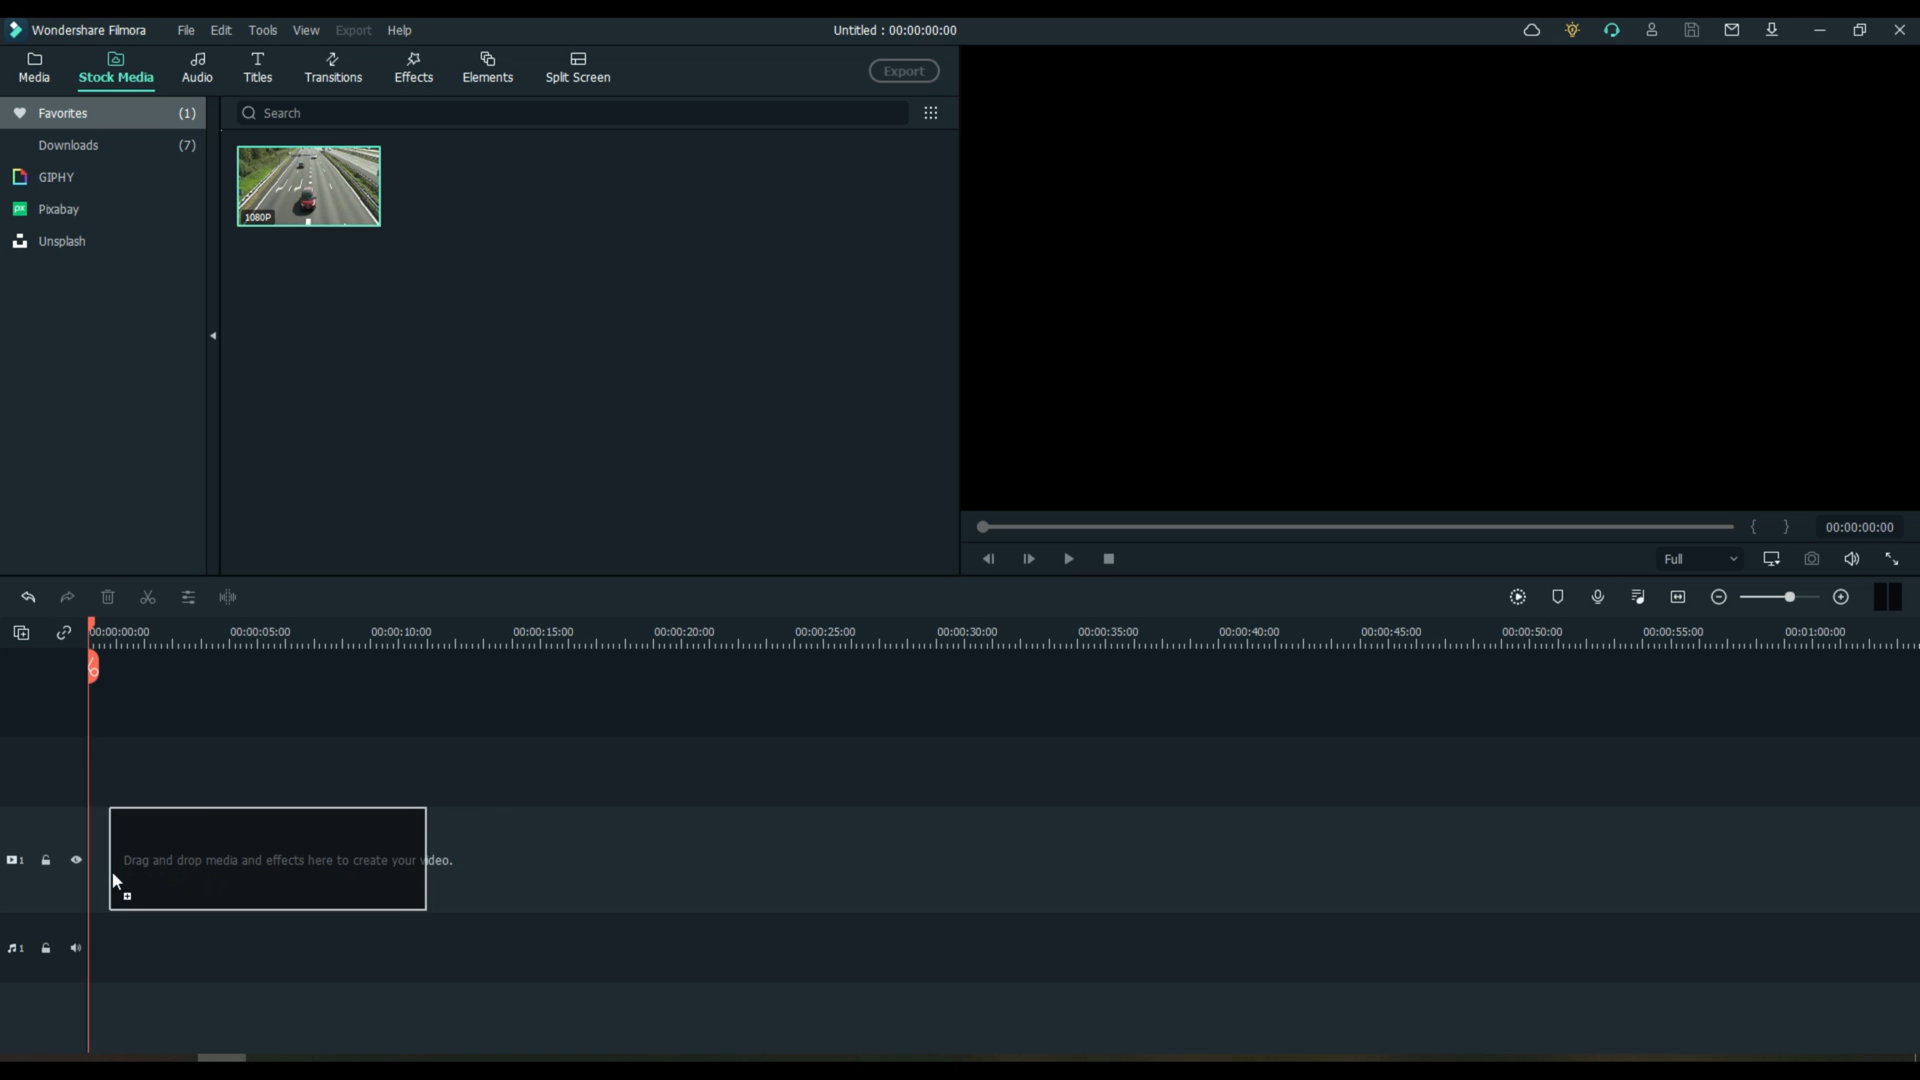 Wondershare Filmora File Edit Tools View Export Help Untitled : 00:00:00:00
Media Stock Media Audio Titles Transitions Effects Elements Split Screen Export
Favorites (1) Search
Downloads (7)
GIPHY
px Pixabay
Unsplash
1080P
{ } 00:00:00:00
Full
00:00:00:00 00:00:05:00 00:00:10:00 00:00:15:00 00:00:20:00 00:00:25:00 00:00:30:00 00:00:35:00 00:00:40:00 00:00:45:00 00:00:50:00 00:00:55:00 00:01:00:00
1 Drag and drop media and effects here to create your video.
1